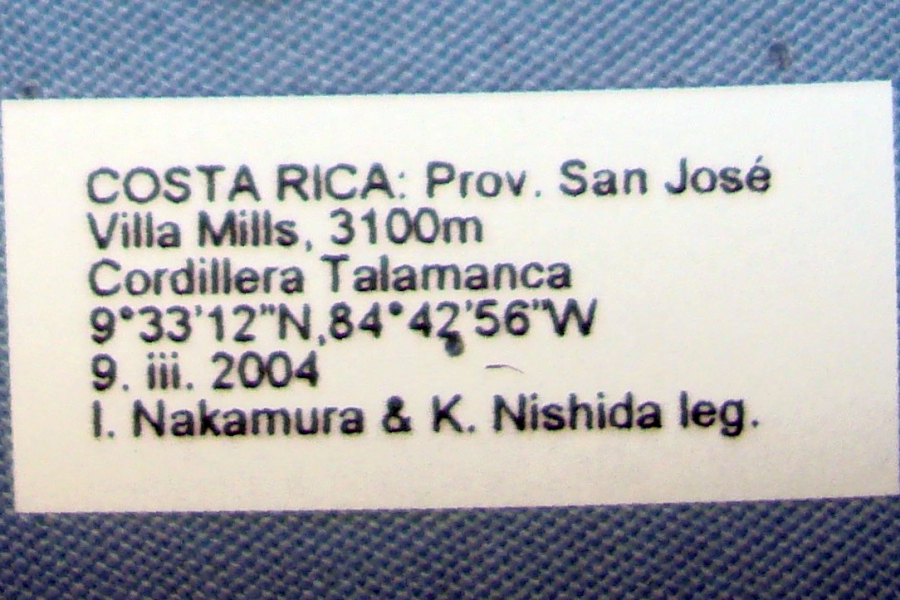 COSTA RICA: Prov. San José
Villa Mills, 3100m
Cordillera Talamanca
9°33'12"N,84°42'56"W
9. iii. 2004
I. Nakamura & K. Nishida leg.